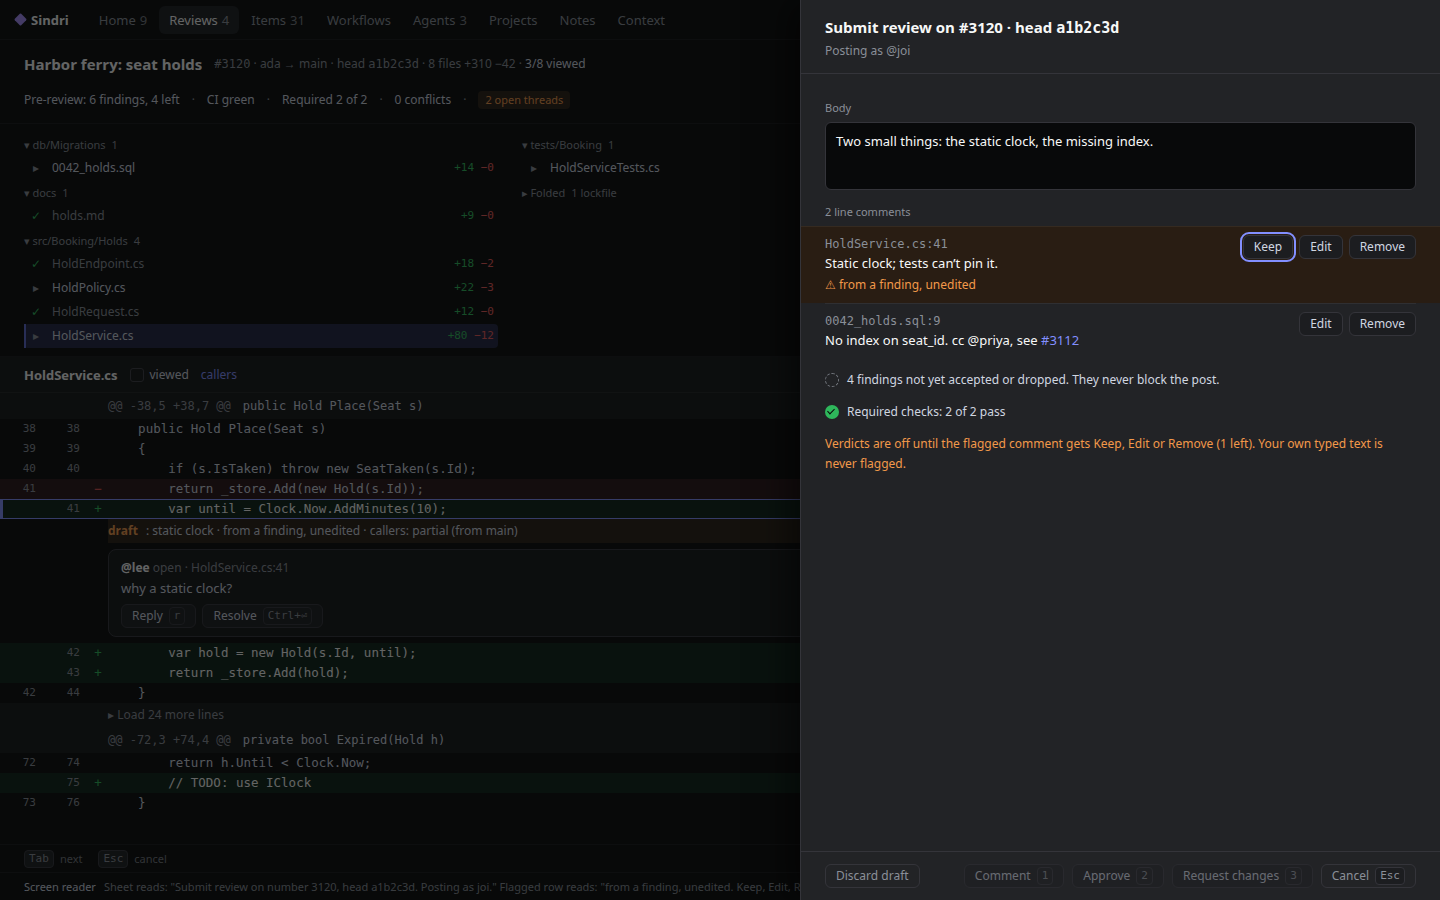 Sindri Home 9 Reviews 4 Items 31 Workflows Agents 3 Projects Notes Context
Harbor ferry: seat holds #3120 · ada → main · head a1b2c3d · 8 files +310 −42 · 3/8 viewed
Pre-review: 6 findings, 4 left · CI green · Required 2 of 2 · 0 conflicts · 2 open threads
▾ db/Migrations 1
▸ 0042_holds.sql +14 −0
▾ docs 1
✓ holds.md +9 −0
▾ src/Booking/Holds 4
✓ HoldEndpoint.cs +18 −2
▸ HoldPolicy.cs +22 −3
✓ HoldRequest.cs +12 −0
▸ HoldService.cs +80 −12
▾ tests/Booking 1
▸ HoldServiceTests.cs
▸ Folded 1 lockfile
HoldService.cs viewed callers
@@ -38,5 +38,7 @@ public Hold Place(Seat s)
38 38 public Hold Place(Seat s)
39 39 {
40 40 if (s.IsTaken) throw new SeatTaken(s.Id);
41 − return _store.Add(new Hold(s.Id));
41 + var until = Clock.Now.AddMinutes(10);
draft : static clock · from a finding, unedited · callers: partial (from main)
@lee open · HoldService.cs:41
why a static clock?
Reply r Resolve Ctrl+⏎
42 + var hold = new Hold(s.Id, until);
43 + return _store.Add(hold);
42 44 }
▸ Load 24 more lines
@@ -72,3 +74,4 @@ private bool Expired(Hold h)
72 74 return h.Until < Clock.Now;
75 + // TODO: use IClock
73 76 }
Tab next Esc cancel
Screen reader Sheet reads: "Submit review on number 3120, head a1b2c3d. Posting as joi." Flagged row reads: "from a finding, unedited. Keep, Edit, R
Submit review on #3120 · head a1b2c3d
Posting as @joi
Body
Two small things: the static clock, the missing index.
2 line comments
HoldService.cs:41 Keep Edit Remove
Static clock; tests can't pin it.
⚠ from a finding, unedited
0042_holds.sql:9 Edit Remove
No index on seat_id. cc @priya, see #3112
4 findings not yet accepted or dropped. They never block the post.
Required checks: 2 of 2 pass
Verdicts are off until the flagged comment gets Keep, Edit or Remove (1 left). Your own typed text is
never flagged.
Discard draft Comment 1 Approve 2 Request changes 3 Cancel Esc